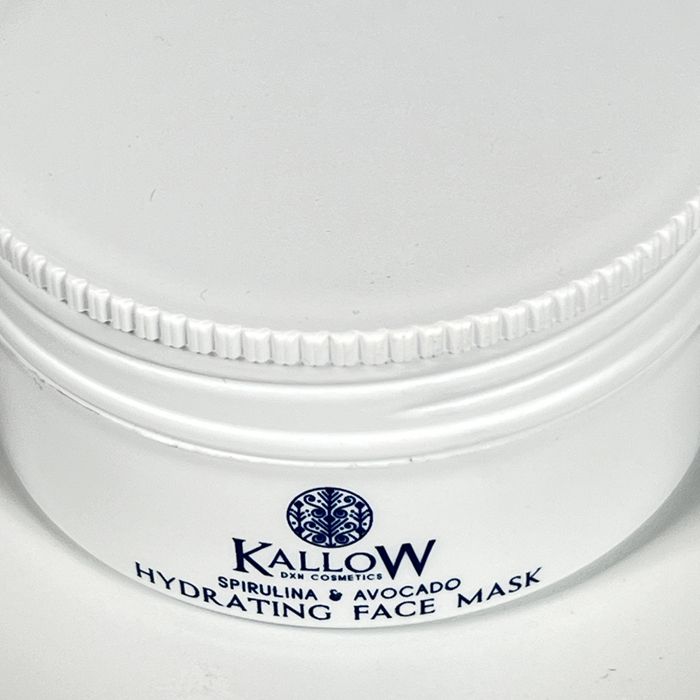 KALLOW
DXN COSMETICS
SPIRULINA & AVOCADO
HYDRATING FACE MASK